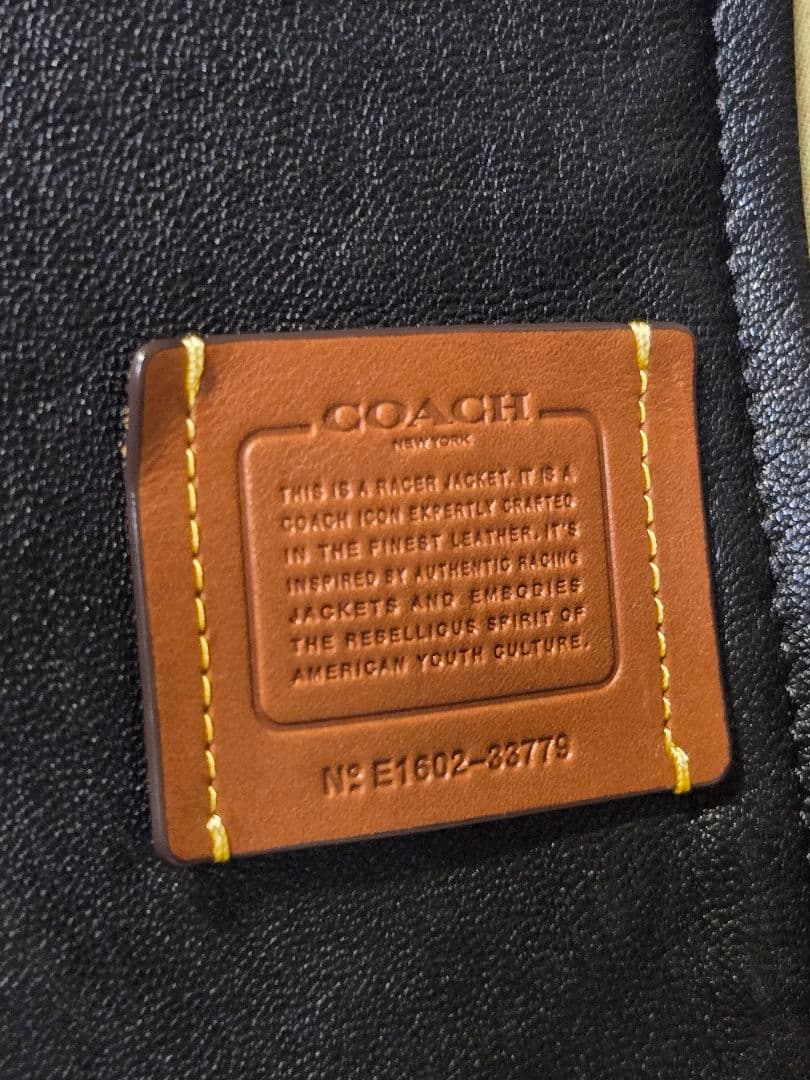 COACH
NEW YORK
THIS IS A RACER JACKET. IT IS A
COACH ICON EXPERTLY CRAFTED
IN THE FINEST LEATHER. IT'S
INSPIRED BY AUTHENTIC RACING
JACKETS AND EMBODIES
THE REBELLIOUS SPIRIT OF
AMERICAN YOUTH CULTURE.
Nº E1602-33779